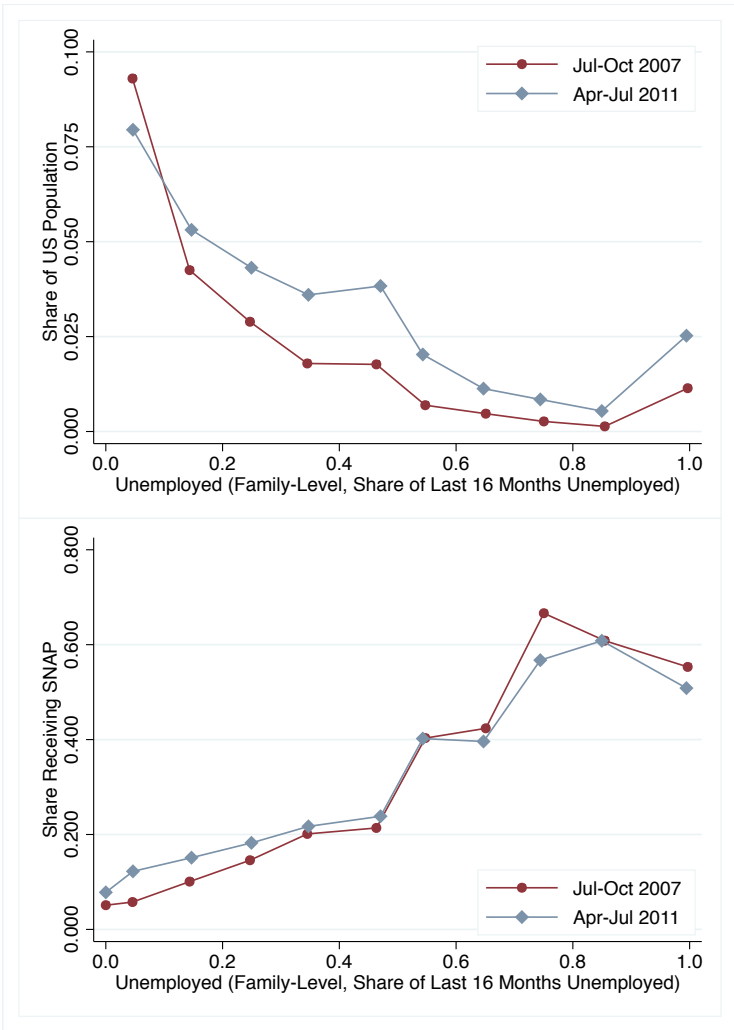 0.100
0.075
0.050
0.025
0.000
Share of US Population
Jul-Oct 2007
Apr-Jul 2011
0.0 0.2 0.4 0.6 0.8 1.0
Unemployed (Family-Level, Share of Last 16 Months Unemployed)
0.800
0.600
0.400
0.200
0.000
Share Receiving SNAP
Jul-Oct 2007
Apr-Jul 2011
0.0 0.2 0.4 0.6 0.8 1.0
Unemployed (Family-Level, Share of Last 16 Months Unemployed)